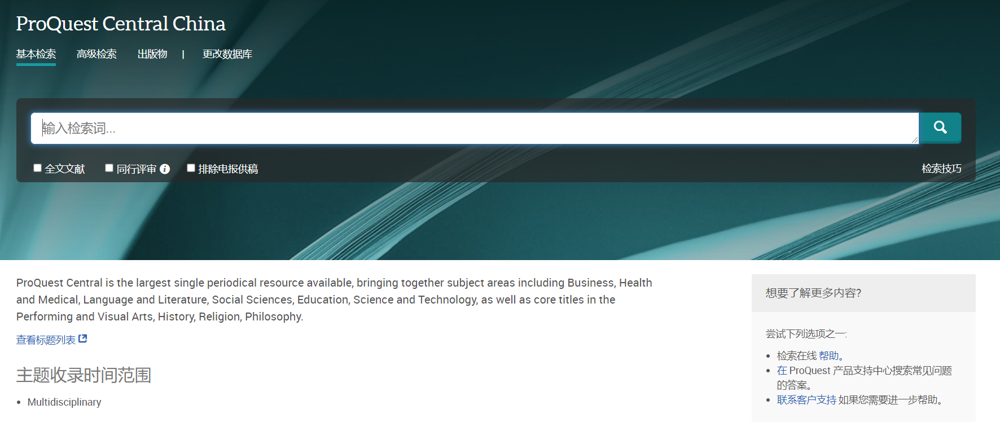 ProQuest Central China
基本检索 高级检索 出版物 | 更改数据库
输入检索词...
全文文献 同行评审 i 排除电报供稿 检索技巧
ProQuest Central is the largest single periodical resource available, bringing together subject areas including Business, Health
and Medical, Language and Literature, Social Sciences, Education, Science and Technology, as well as core titles in the
Performing and Visual Arts, History, Religion, Philosophy.
查看标题列表
主题收录时间范围
• Multidisciplinary
想要了解更多内容?
尝试下列选项之一:
• 检索在线 帮助。
• 在 ProQuest 产品支持中心搜索常见问题
的答案。
• 联系客户支持 如果您需要进一步帮助。